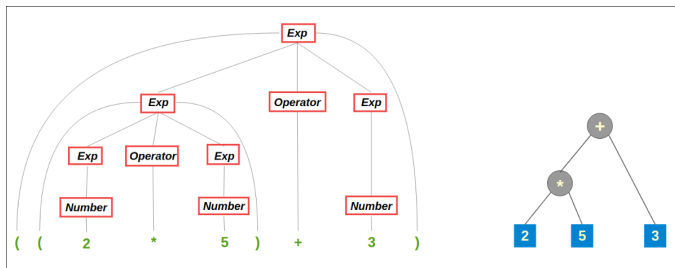 Exp
Exp Operator Exp
+
Exp Operator Exp
*
Number Number Number
2 5 3
( ( 2 * 5 ) + 3 )